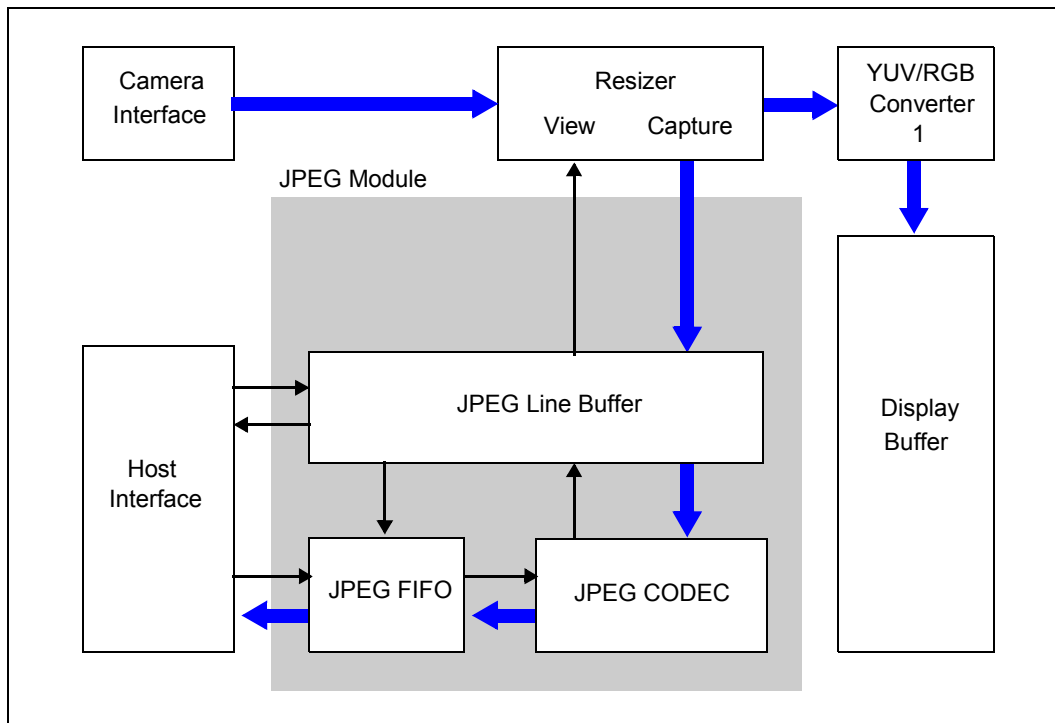 Camera
Interface
Resizer
View Capture
YUV/RGB
Converter
1
JPEG Module
JPEG Line Buffer
Display
Buffer
Host
Interface
JPEG FIFO
JPEG CODEC